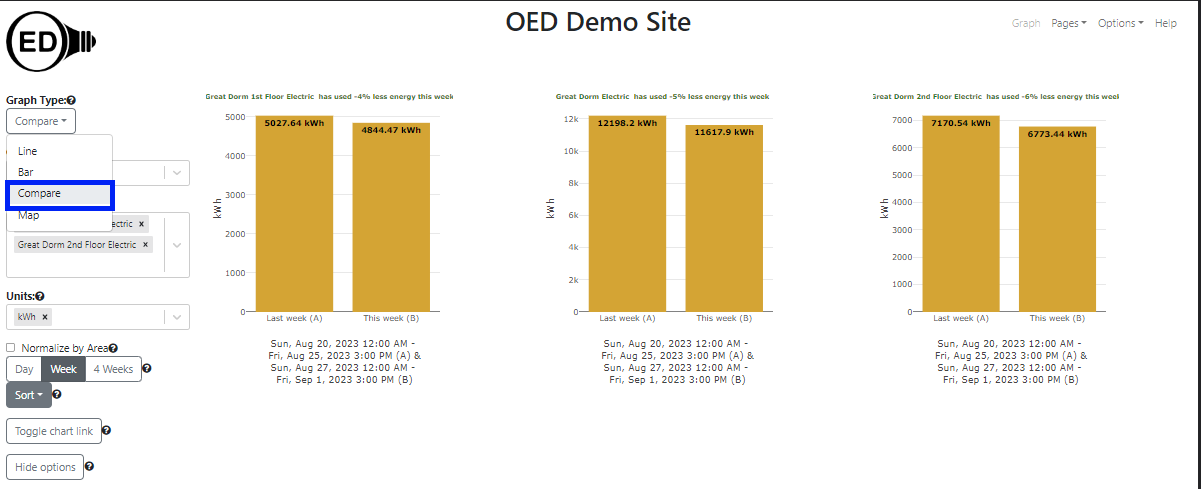 OED Demo Site
ED
Graph
Pages
Options
Help
Graph Type:
Compare
Line
Bar
Compare
Map
ectric ×
Great Dorm 2nd Floor Electric ×
Units:
kWh ×
Normalize by Area
Day
Week
4 Weeks
Sort
Toggle chart link
Hide options
Great Dorm 1st Floor Electric has used -4% less energy this week
5000
4000
3000
2000
1000
0
kWh
5027.64 kWh
4844.47 kWh
Last week (A)
This week (B)
Sun, Aug 20, 2023 12:00 AM -
Fri, Aug 25, 2023 3:00 PM (A) &
Sun, Aug 27, 2023 12:00 AM -
Fri, Sep 1, 2023 3:00 PM (B)
Great Dorm Electric has used -5% less energy this week
12k
10k
8k
6k
4k
2k
0
kWh
12198.2 kWh
11617.9 kWh
Last week (A)
This week (B)
Sun, Aug 20, 2023 12:00 AM -
Fri, Aug 25, 2023 3:00 PM (A) &
Sun, Aug 27, 2023 12:00 AM -
Fri, Sep 1, 2023 3:00 PM (B)
Great Dorm 2nd Floor Electric has used -6% less energy this week
7000
6000
5000
4000
3000
2000
1000
0
kWh
7170.54 kWh
6773.44 kWh
Last week (A)
This week (B)
Sun, Aug 20, 2023 12:00 AM -
Fri, Aug 25, 2023 3:00 PM (A) &
Sun, Aug 27, 2023 12:00 AM -
Fri, Sep 1, 2023 3:00 PM (B)